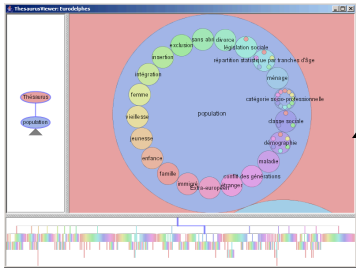 ThesaurusViewer: Eurodelphes
Thésaurus
population
population
sans abri
divorce
législation sociale
répartition statistique par tranches d'âge
ménage
catégorie socio-professionnelle
classe sociale
démographie
maladie
conflit des générations
étranger
Extra-européen
immigré
famille
enfance
jeunesse
vieillesse
femme
intégration
insertion
exclusion